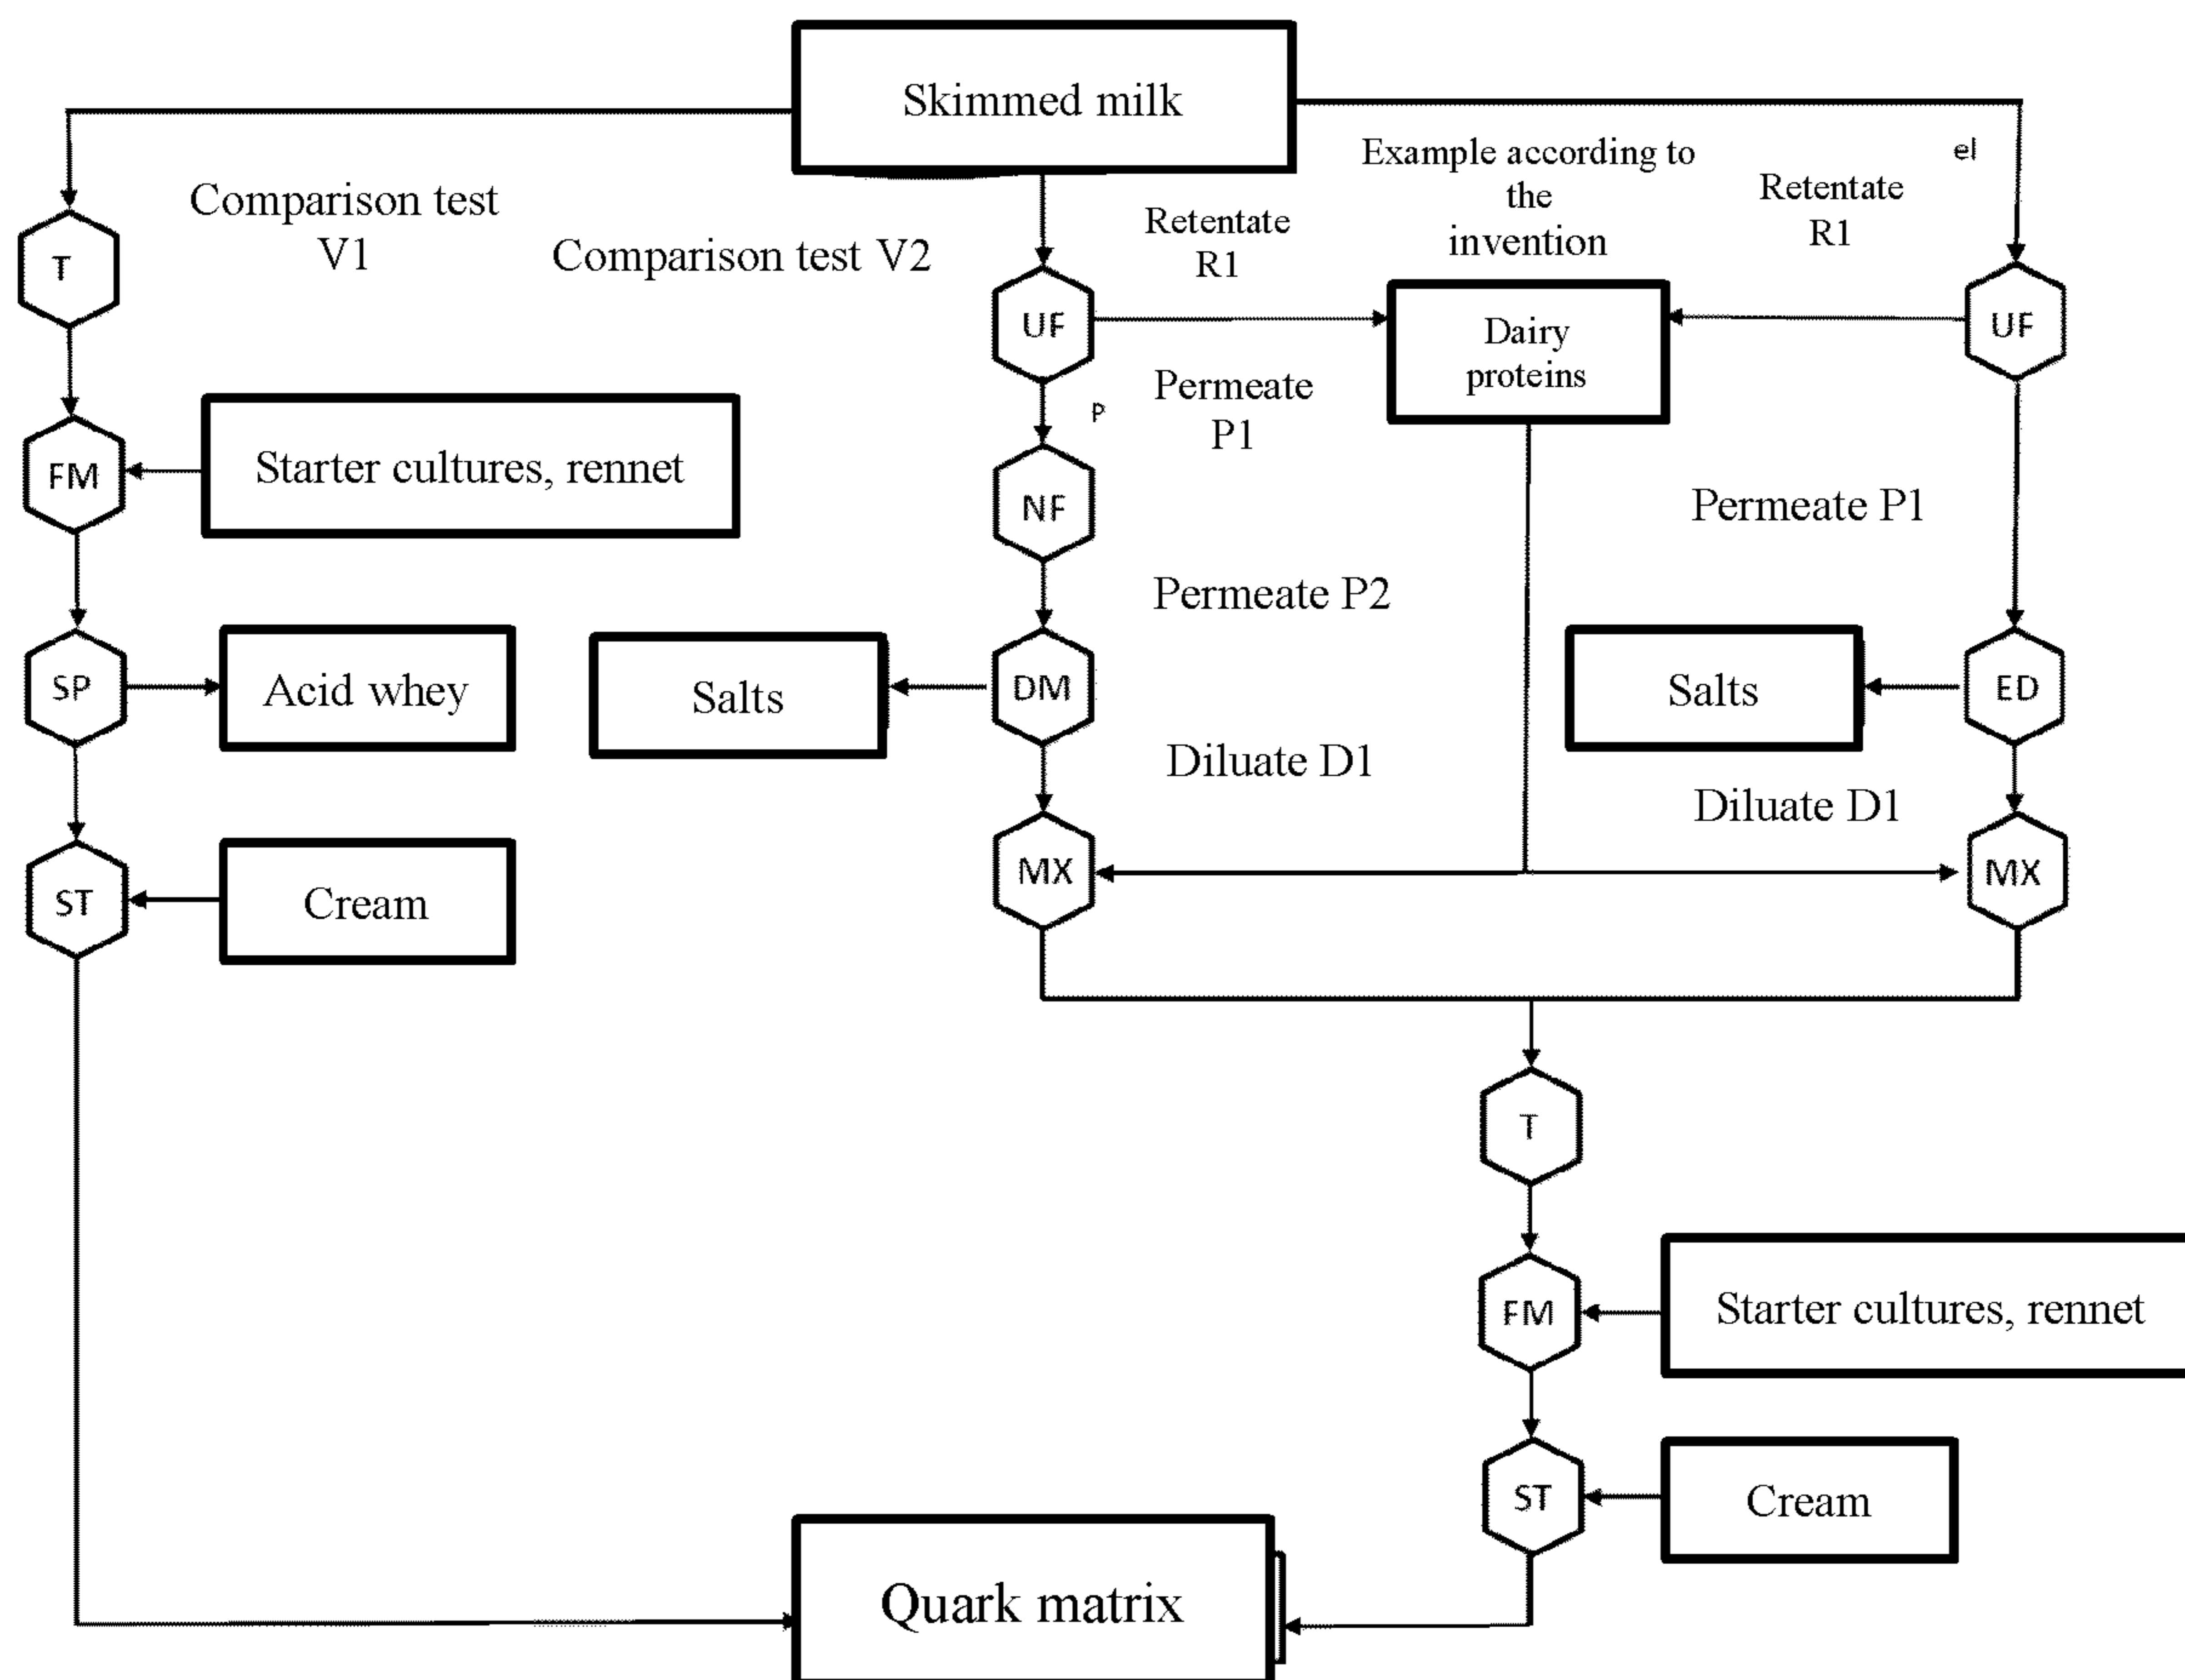 Skimmed milk
Comparison test
V1
Comparison test V2
Retentate
R1
Example according to
the
invention
el
Retentate
R1
T
UF
Dairy
proteins
UF
Permeate
P1
P
FM
Starter cultures, rennet
NF
Permeate P1
Permeate P2
SP
Acid whey
Salts
DM
Salts
ED
Diluate D1
Diluate D1
ST
Cream
MX
MX
T
FM
Starter cultures, rennet
ST
Cream
Quark matrix